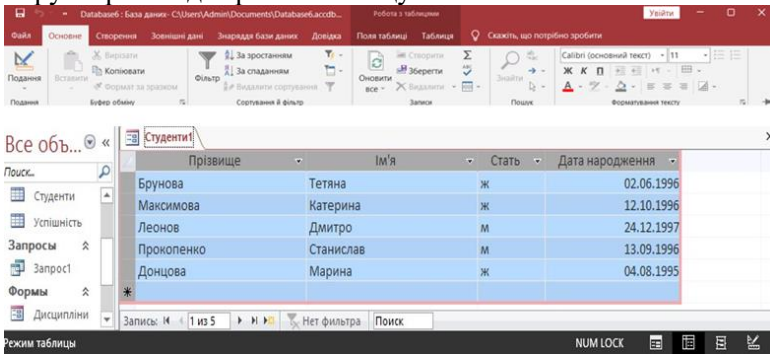 Database6 : База даних- C:\Users\Admin\Documents\Database6.accdb...
Робота з таблицями
Увійти
Файл Основне Створення Зовнішні дані Знаряддя бази даних Довідка Поля таблиці Таблиця Скажіть, що потрібно зробити
Подання
Вставити
Вирізати
Копіювати
Формат за зразком
Фільтр
За зростанням
За спаданням
Видалити сортування
Оновити все
Створити
Зберегти
Видалити
Знайти
Calibri (основний текст) 11
Ж К П
Подання Буфер обміну Сортування й фільтр Записи Пошук Форматування тексту
Все объ...
Поиск...
Студенти
Успішність
Запросы
Запрос1
Формы
Дисципліни
Студенти1
Прізвище Ім'я Стать Дата народження
Брунова Тетяна ж 02.06.1996
Максимова Катерина ж 12.10.1996
Леонов Дмитро м 24.12.1997
Прокопенко Станислав м 13.09.1996
Донцова Марина ж 04.08.1995
Запись: 1 из 5 Нет фильтра Поиск
Режим таблицы NUM LOCK